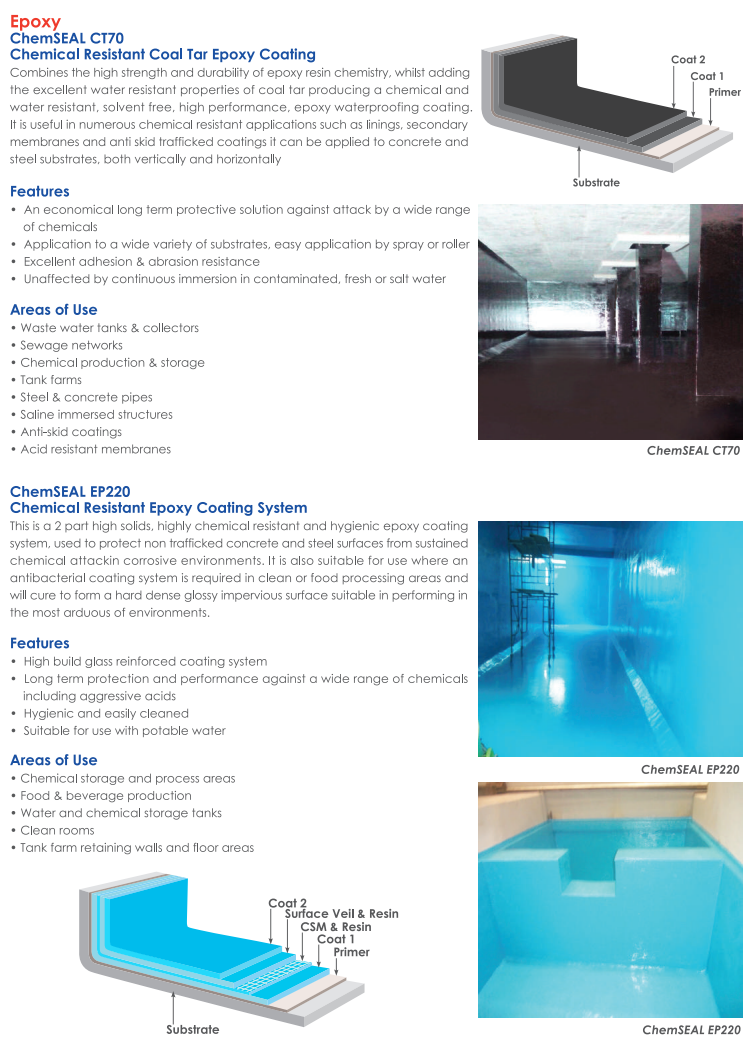 Epoxy
ChemSEAL CT70
Chemical Resistant Coal Tar Epoxy Coating
Combines the high strength and durability of epoxy resin chemistry, whilst adding
the excellent water resistant properties of coal tar producing a chemical and
water resistant, solvent free, high performance, epoxy waterproofing coating.
It is useful in numerous chemical resistant applications such as linings, secondary
membranes and anti skid trafficked coatings it can be applied to concrete and
steel substrates, both vertically and horizontally
Coat 2
Coat 1
Primer
Substrate
Features
• An economical long term protective solution against attack by a wide range
of chemicals
• Application to a wide variety of substrates, easy application by spray or roller
• Excellent adhesion & abrasion resistance
• Unaffected by continuous immersion in contaminated, fresh or salt water
Areas of Use
• Waste water tanks & collectors
• Sewage networks
• Chemical production & storage
• Tank farms
• Steel & concrete pipes
• Saline immersed structures
• Anti-skid coatings
• Acid resistant membranes
ChemSEAL CT70
ChemSEAL EP220
Chemical Resistant Epoxy Coating System
This is a 2 part high solids, highly chemical resistant and hygienic epoxy coating
system, used to protect non trafficked concrete and steel surfaces from sustained
chemical attackin corrosive environments. It is also suitable for use where an
antibacterial coating system is required in clean or food processing areas and
will cure to form a hard dense glossy impervious surface suitable in performing in
the most arduous of environments.
Features
• High build glass reinforced coating system
• Long term protection and performance against a wide range of chemicals
including aggressive acids
• Hygienic and easily cleaned
• Suitable for use with potable water
ChemSEAL EP220
Areas of Use
• Chemical storage and process areas
• Food & beverage production
• Water and chemical storage tanks
• Clean rooms
• Tank farm retaining walls and floor areas
Coat 2
Surface Veil & Resin
CSM & Resin
Coat 1
Primer
Substrate
ChemSEAL EP220